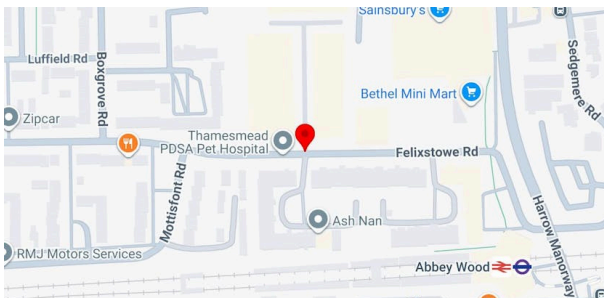 Sainsbury's
Luffield Rd
Boxgrove Rd
Sedgemere Rd
Bethel Mini Mart
Zipcar
Thamesmead
PDSA Pet Hospital
Felixstowe Rd
Mottisfont Rd
Ash Nan
Harrow Manorway
RMJ Motors Services
Abbey Wood